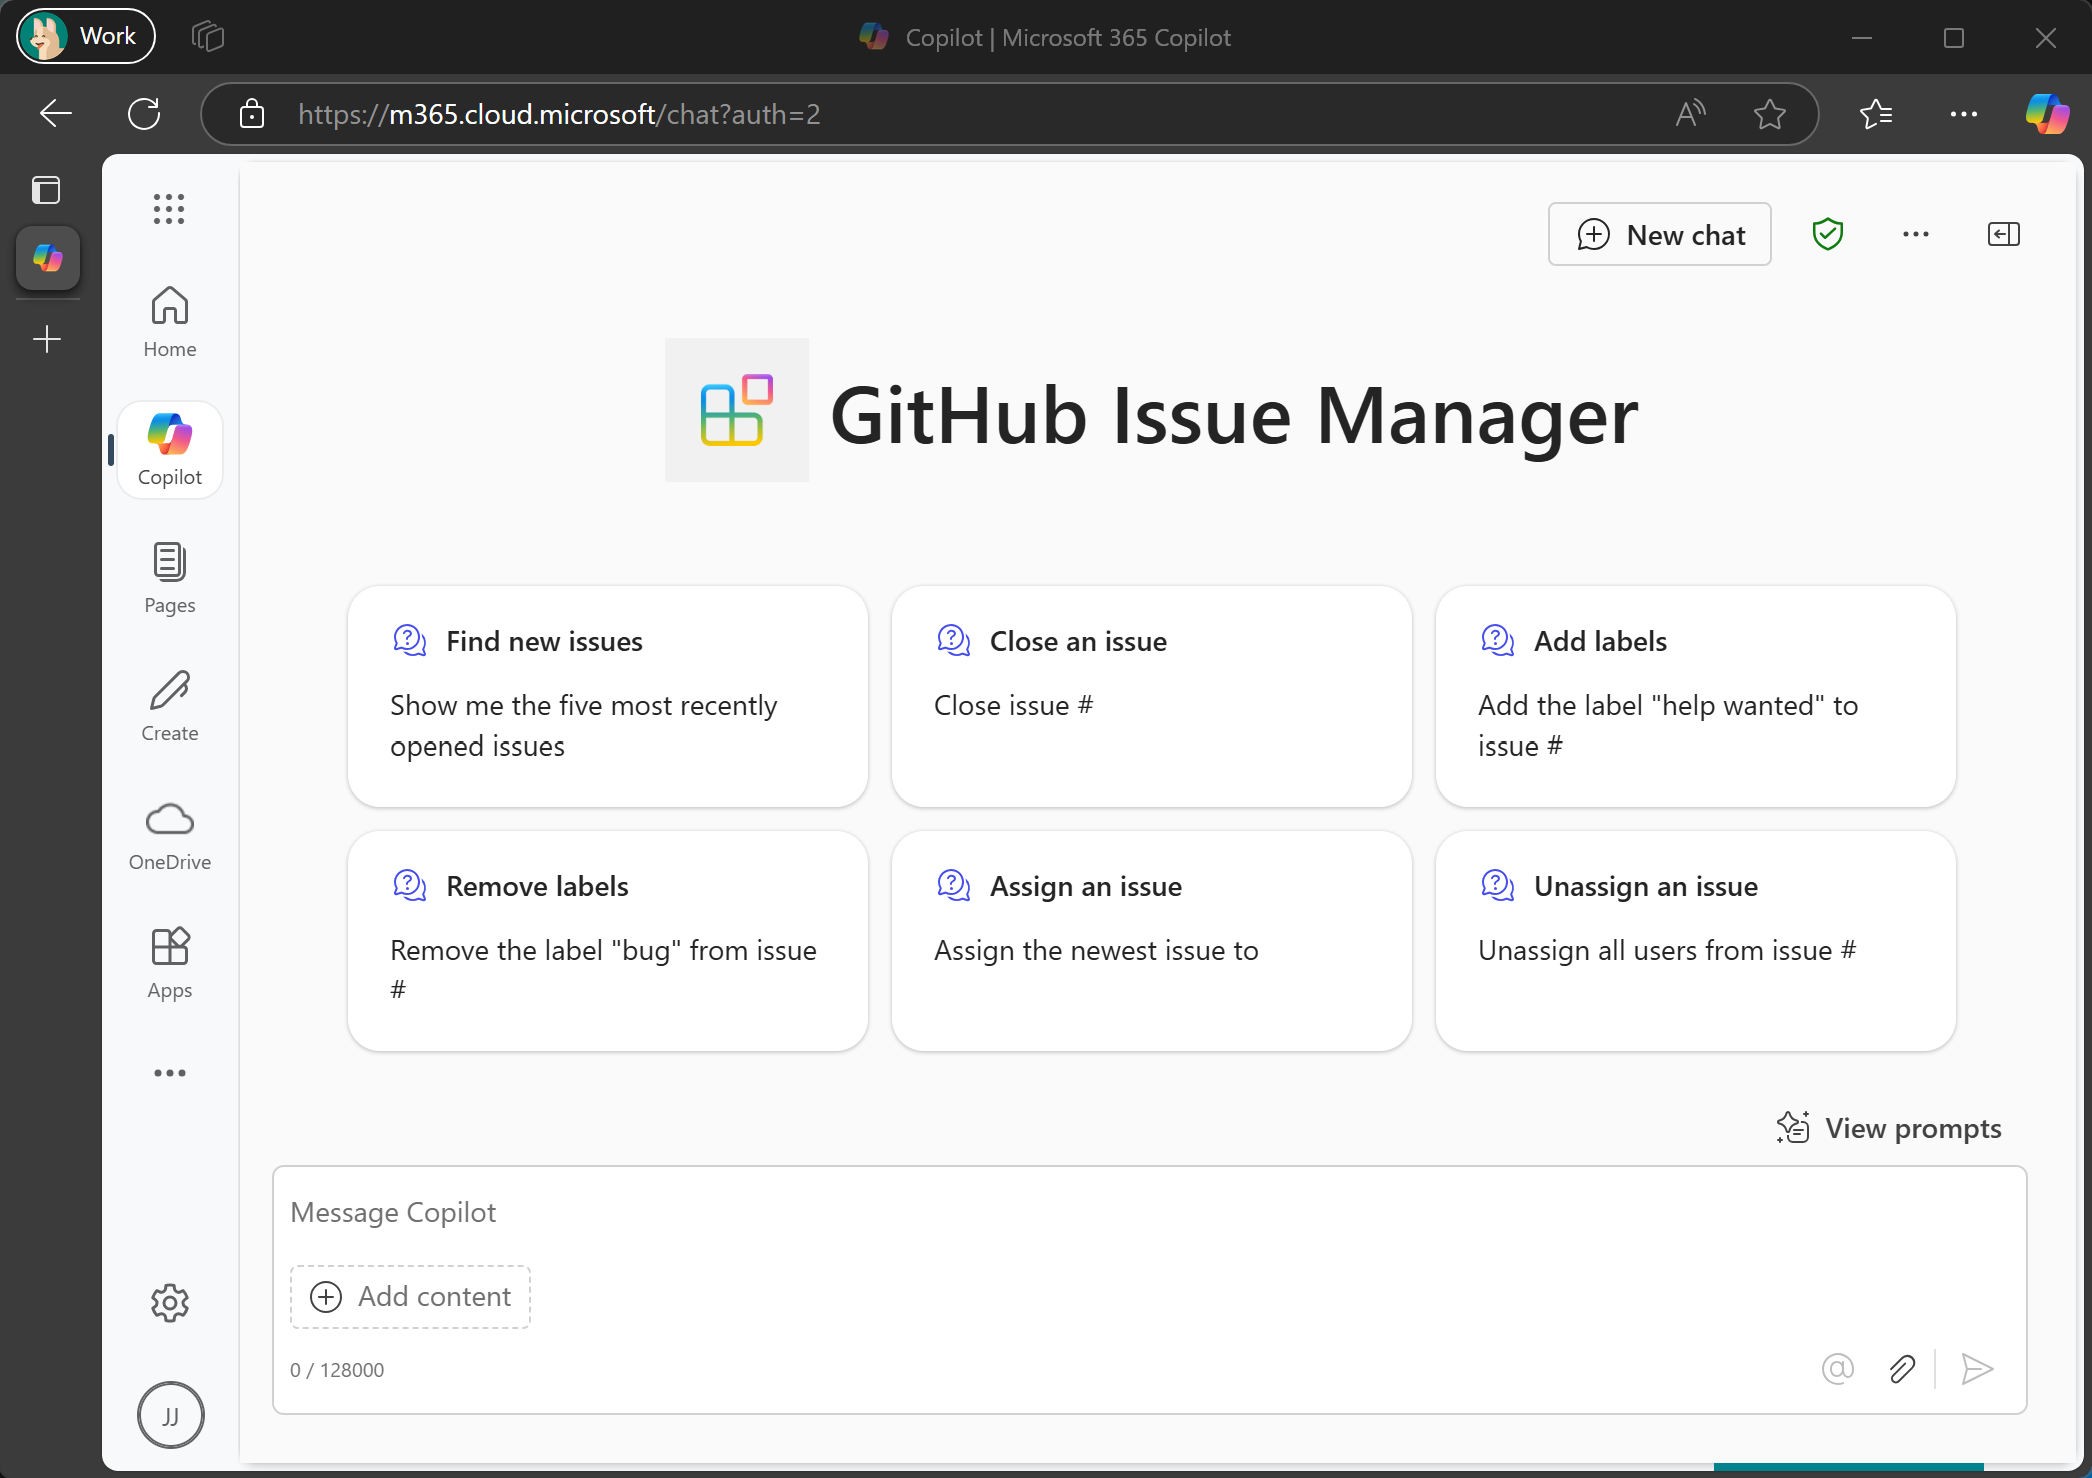 Work
Copilot | Microsoft 365 Copilot
https://m365.cloud.microsoft/chat?auth=2
New chat
Home
Copilot
Pages
Create
OneDrive
Apps
JJ
GitHub Issue Manager
Find new issues
Show me the five most recently
opened issues
Close an issue
Close issue #
Add labels
Add the label "help wanted" to
issue #
Remove labels
Remove the label "bug" from issue
#
Assign an issue
Assign the newest issue to
Unassign an issue
Unassign all users from issue #
View prompts
Message Copilot
Add content
0 / 128000